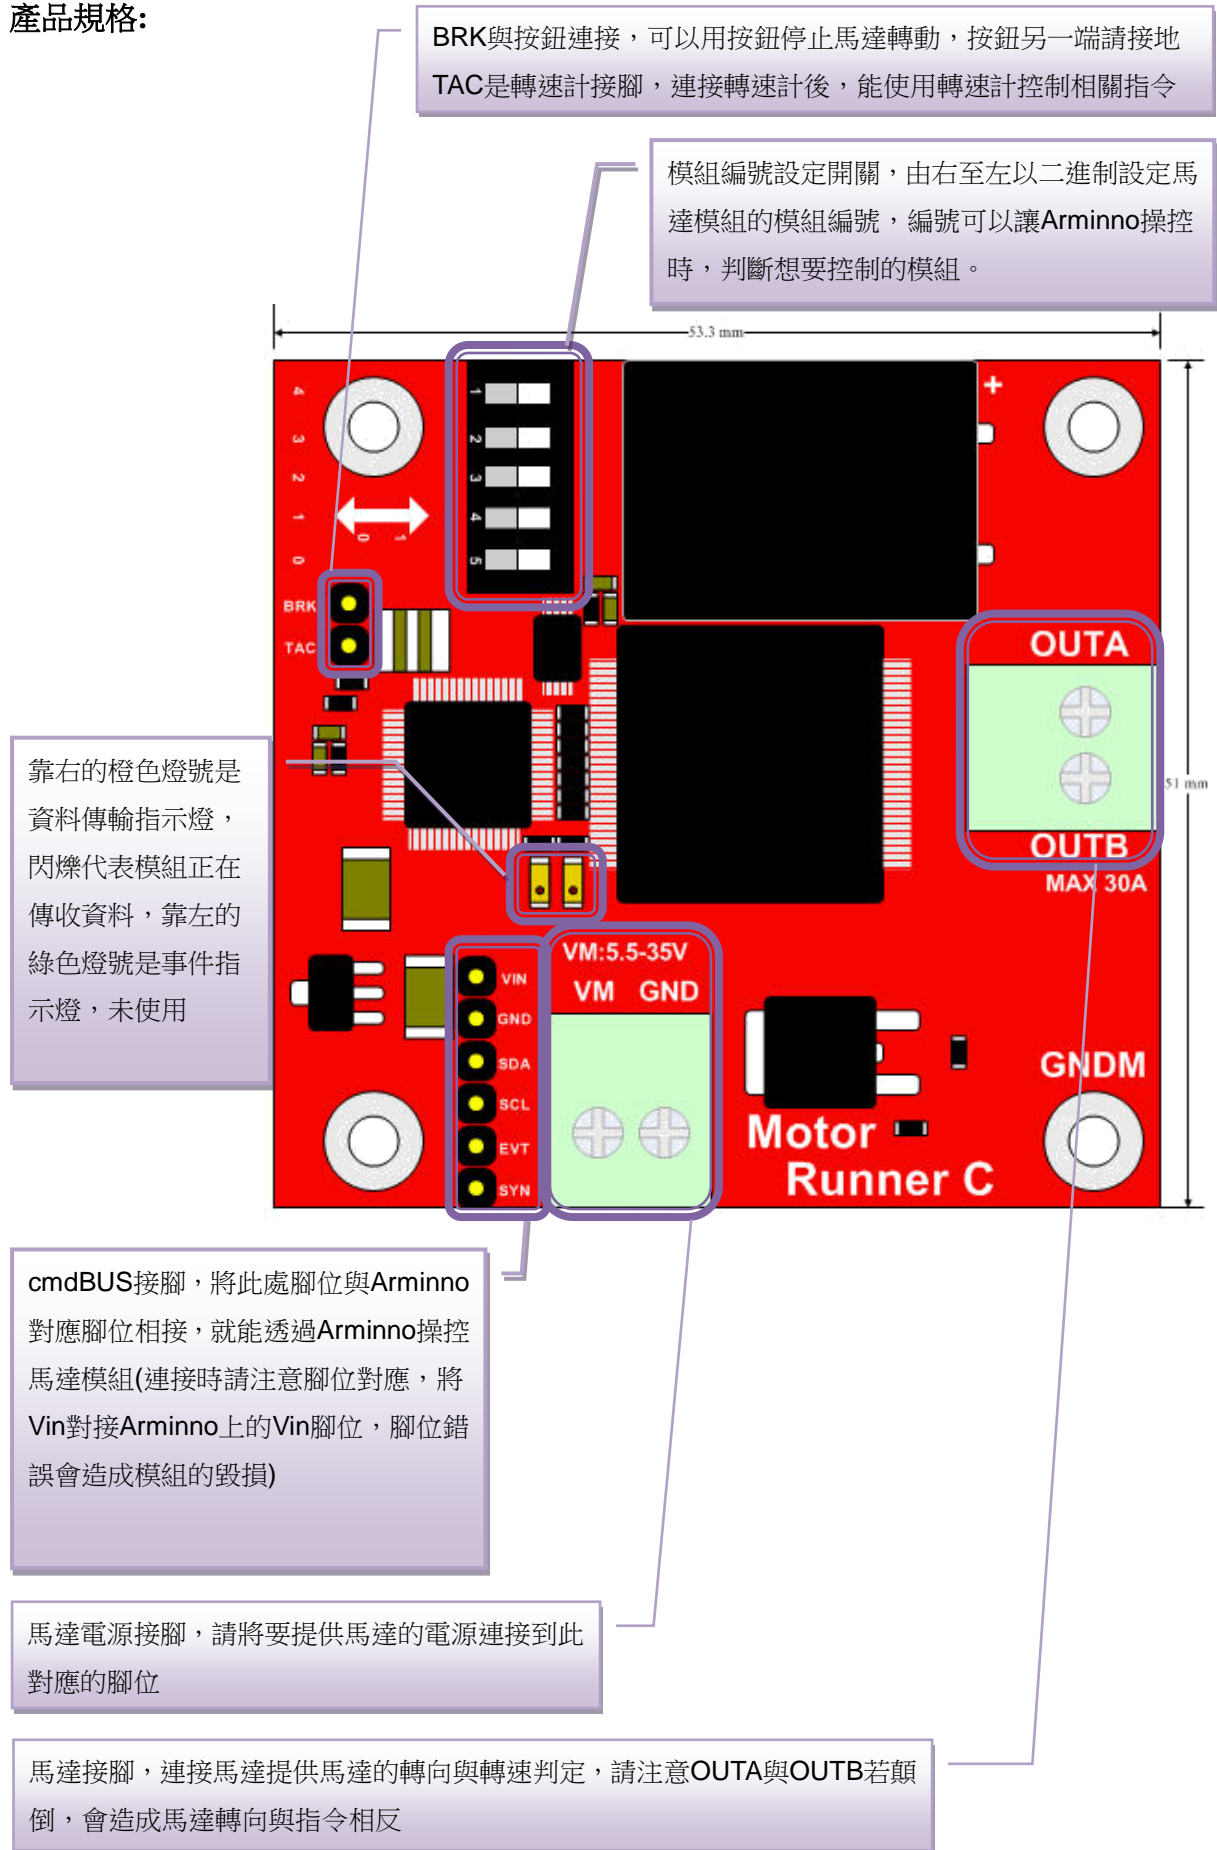 產品規格:
BRK與按鈕連接，可以用按鈕停止馬達轉動，按鈕另一端請接地
TAC是轉速計接腳，連接轉速計後，能使用轉速計控制相關指令
模組編號設定開關，由右至左以二進制設定馬
達模組的模組編號，編號可以讓Arminno操控
時，判斷想要控制的模組。
53.3 mm
4
3
2
1
0
0 1
1
2
3
4
5
+
BRK
TAC
OUTA
51 mm
OUTB
MAX 30A
靠右的橙色燈號是
資料傳輸指示燈，
閃爍代表模組正在
傳收資料，靠左的
綠色燈號是事件指
示燈，未使用
VIN
GND
SDA
SCL
EVT
SYN
VM:5.5-35V
VM GND
GNDM
Motor
Runner C
cmdBUS接腳，將此處腳位與Arminno
對應腳位相接，就能透過Arminno操控
馬達模組(連接時請注意腳位對應，將
Vin對接Arminno上的Vin腳位，腳位錯
誤會造成模組的毀損)
馬達電源接腳，請將要提供馬達的電源連接到此
對應的腳位
馬達接腳，連接馬達提供馬達的轉向與轉速判定，請注意OUTA與OUTB若顛
倒，會造成馬達轉向與指令相反